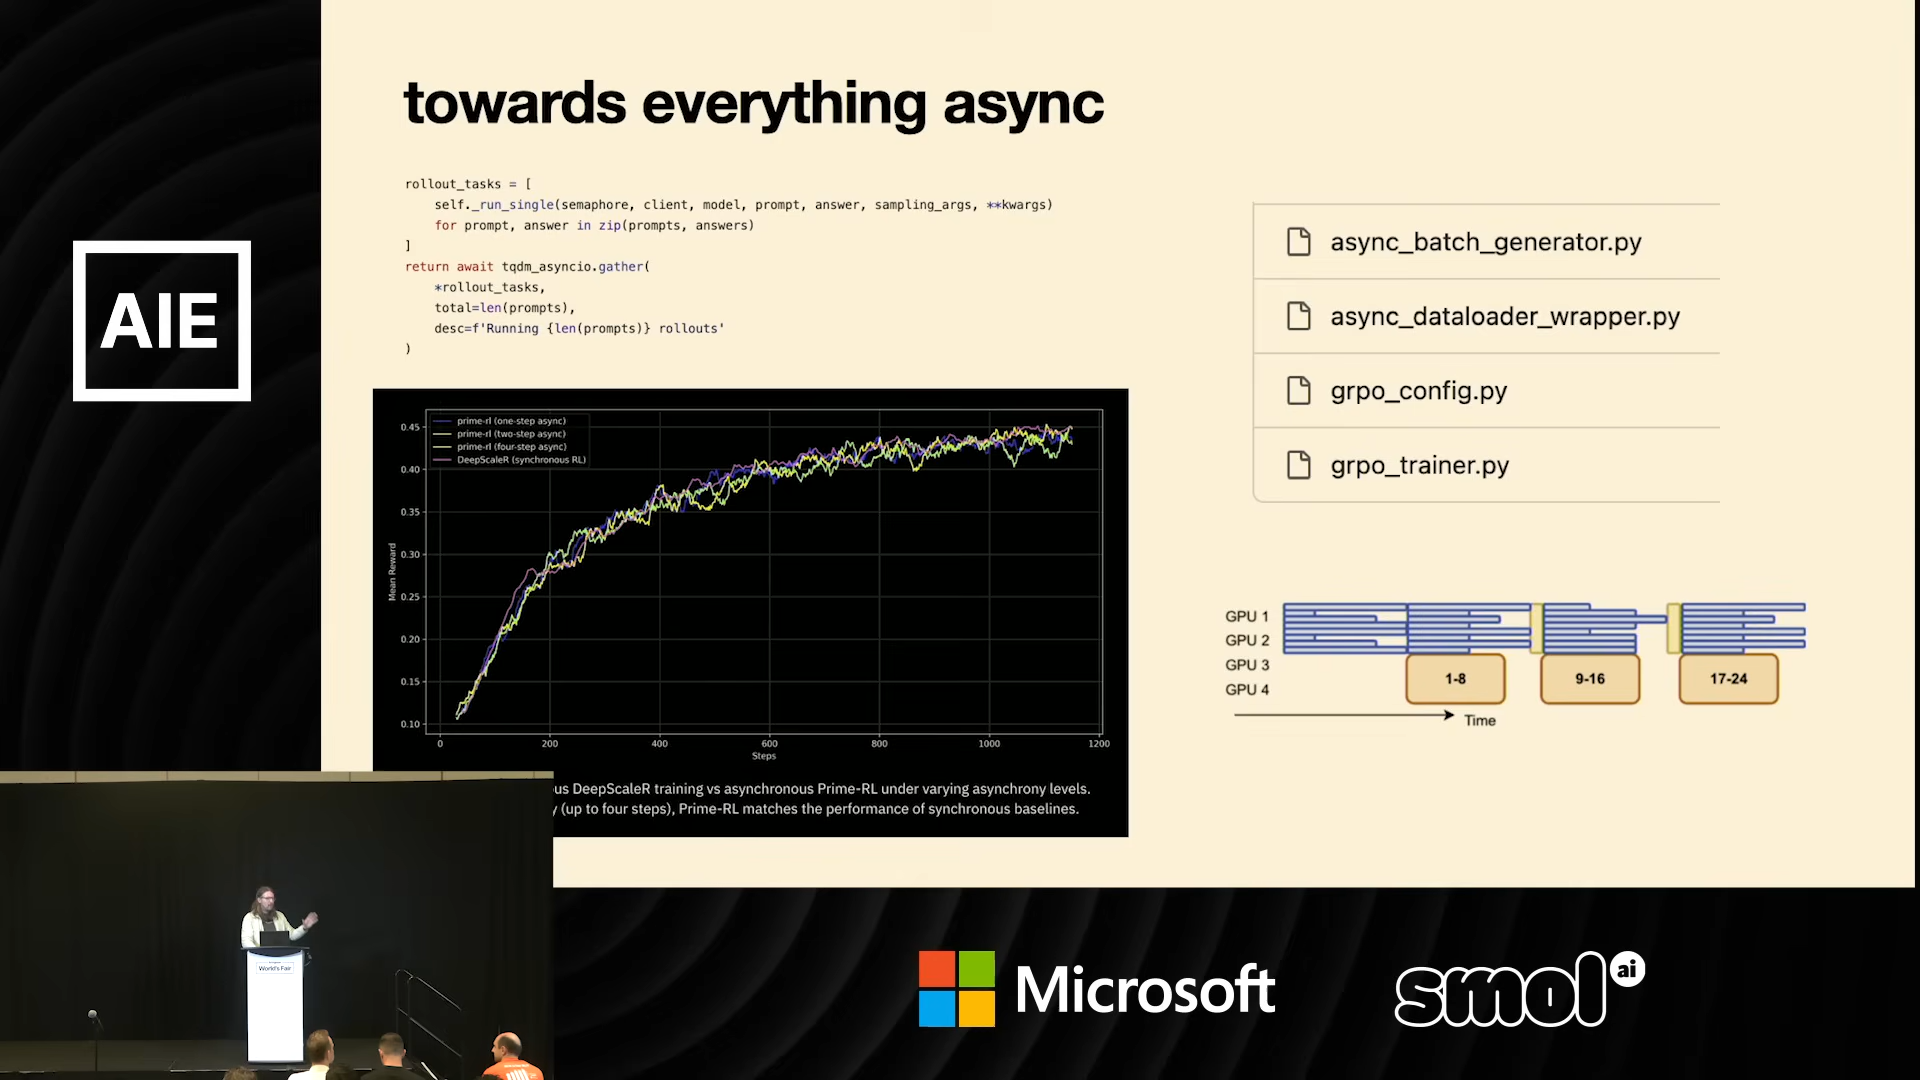 towards everything async
rollout_tasks = [
self._run_single(semaphore, client, model, prompt, answer, sampling_args, **kwargs)
for prompt, answer in zip(prompts, answers)
]
return await tqdm_asyncio.gather(
*rollout_tasks,
total=len(prompts),
desc=f'Running {len(prompts)} rollouts'
)
async_batch_generator.py
async_dataloader_wrapper.py
grpo_config.py
grpo_trainer.py
AIE
prime-rl (one-step async)
prime-rl (two-step async)
prime-rl (four-step async)
DeepScaleR (synchronous RL)
Mean Reward
0.45
0.40
0.35
0.30
0.25
0.20
0.15
0.10
0
200
400
600
800
1000
1200
Steps
us DeepScaleR training vs asynchronous Prime-RL under varying asynchrony levels.
y (up to four steps), Prime-RL matches the performance of synchronous baselines.
GPU 1
GPU 2
GPU 3
GPU 4
1-8
9-16
17-24
Time
World's Fair
Microsoft
smol ai